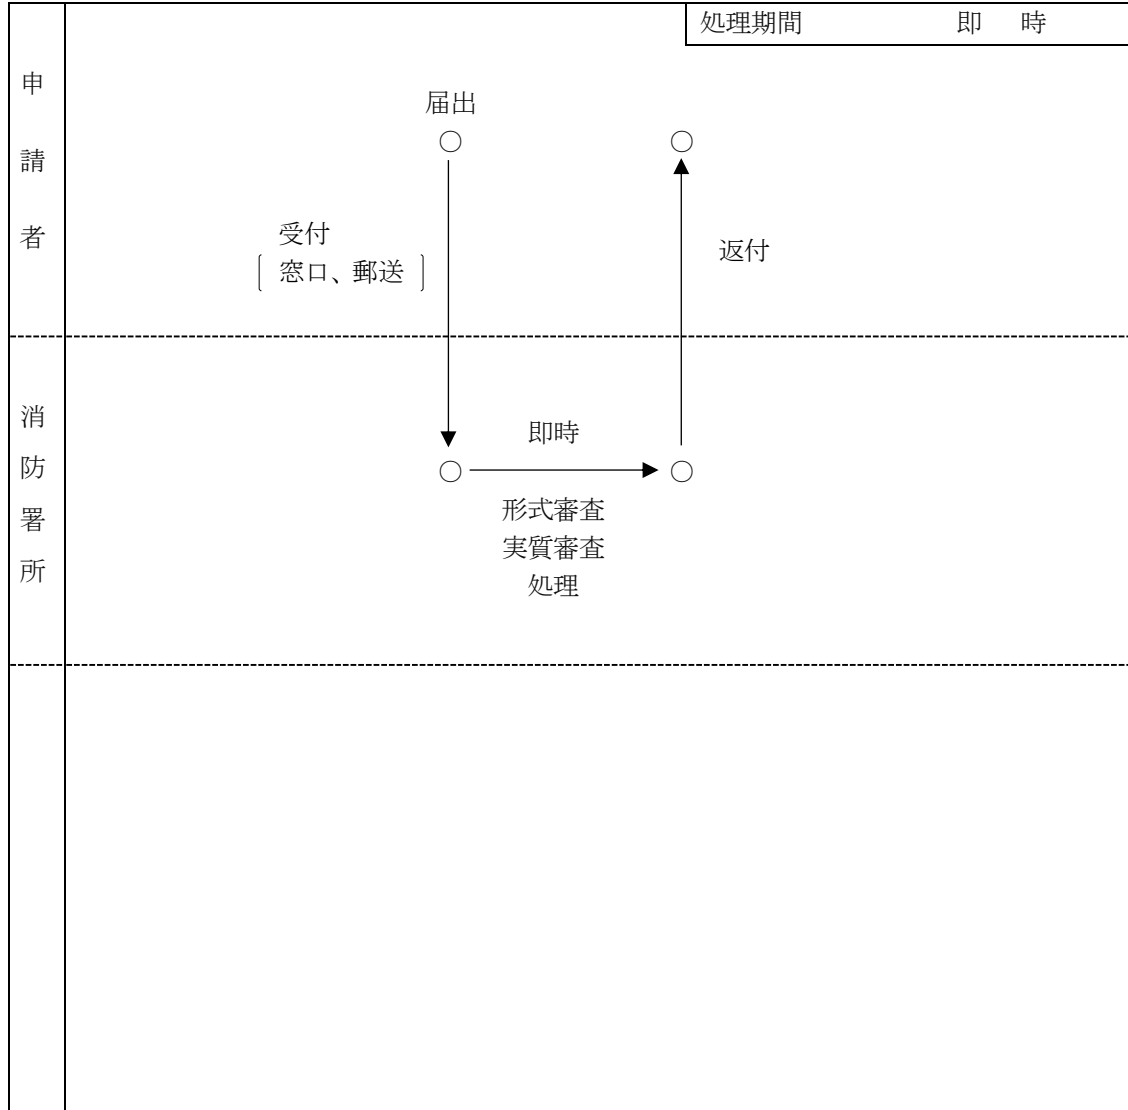 処理期間 即 時
申請者
届出
○ ○
受付
〔 窓口、郵送 〕
返付
消防署所
即時
○ ○
形式審査
実質審査
処理